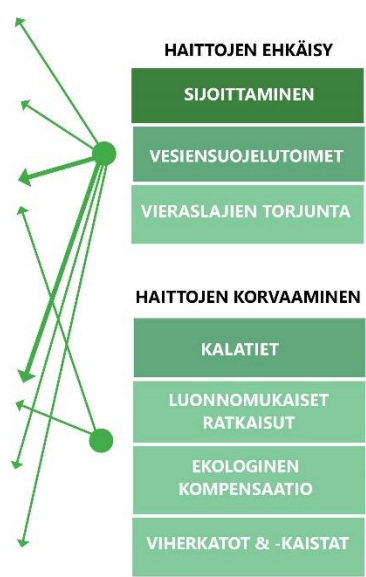 HAITTOJEN EHKÄISY
SIJOITTAMINEN
VESIENSUOJELUTOIMET
VIERASLAJIEN TORJUNTA
HAITTOJEN KORVAAMINEN
KALATIET
LUONNOMUKAISET
RATKAISUT
EKOLOGINEN
KOMPENSAATIO
VIHERKATOT & -KAISTAT